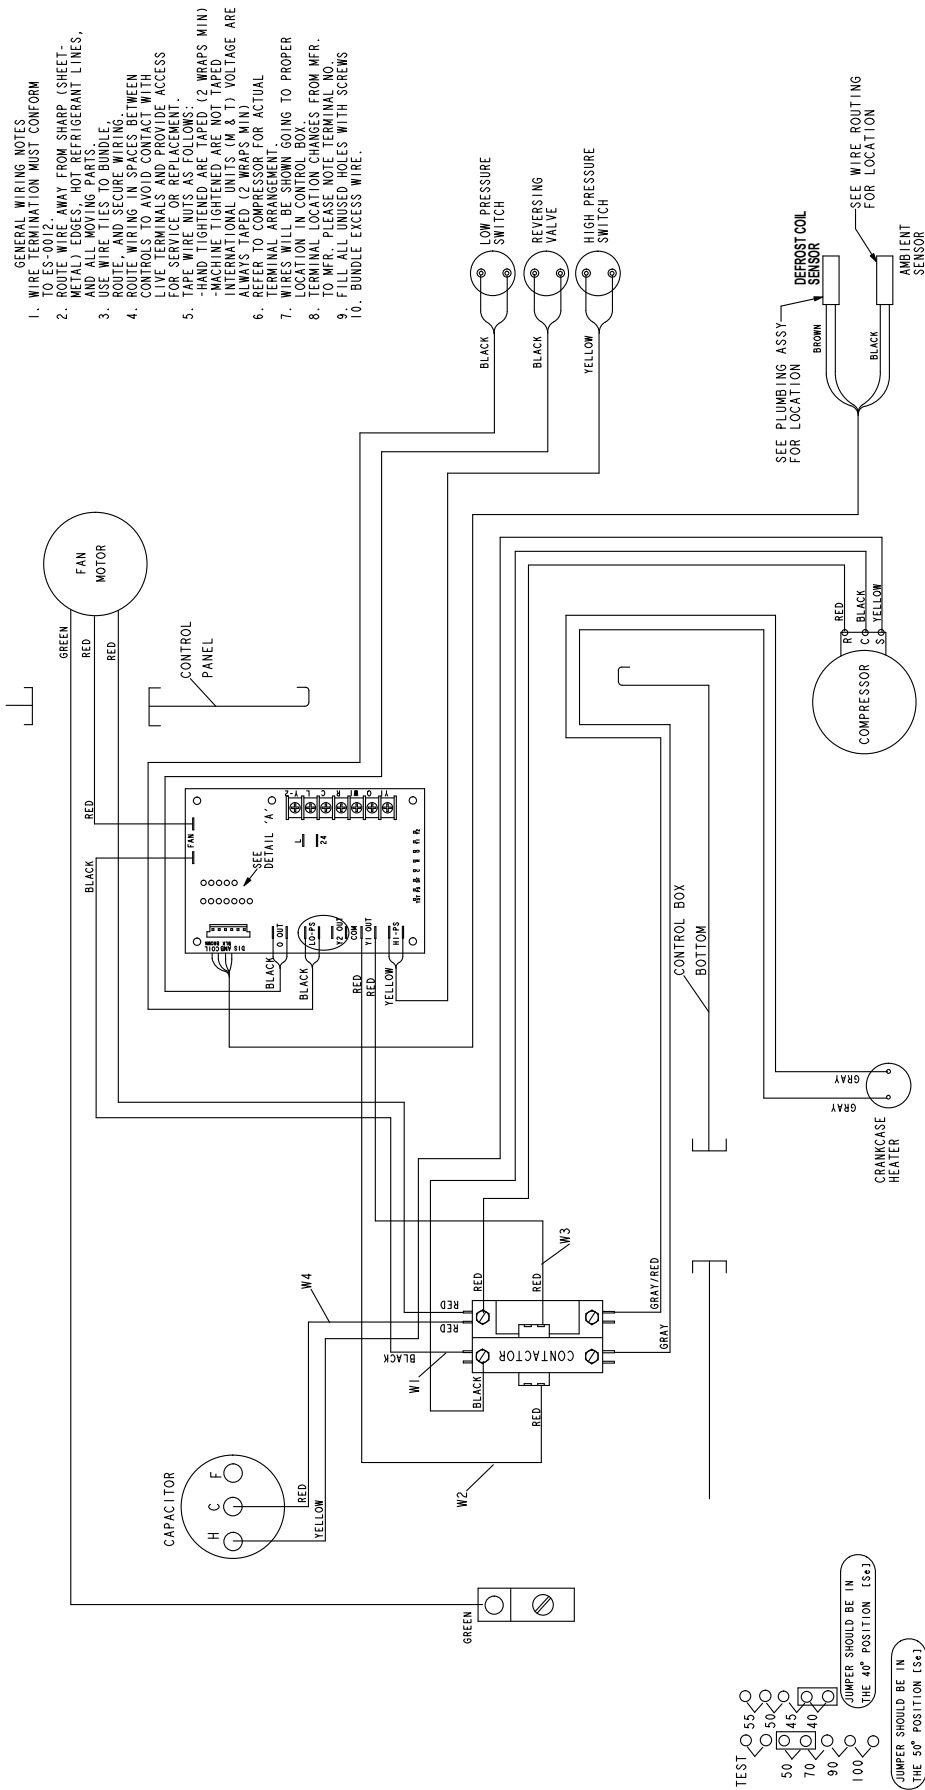 GENERAL WIRING NOTES
1. WIRE TERMINATION MUST CONFORM
TO ES-0012.
2. ROUTE WIRE AWAY FROM SHARP (SHEET-
METAL) EDGES, HOT REFRIGERANT LINES,
AND ALL MOVING PARTS.
3. USE WIRE TIES TO BUNDLE,
ROUTE, AND SECURE WIRING.
4. ROUTE WIRING IN SPACES BETWEEN
CONTROLS TO AVOID CONTACT WITH
LIVE TERMINALS AND PROVIDE ACCESS
FOR SERVICE OR REPLACEMENT.
5. TAPE WIRE NUTS AS FOLLOWS:
-HAND TIGHTENED ARE TAPED (2 WRAPS MIN)
-MACHINE TIGHTENED ARE NOT TAPED
INTERNATIONAL UNITS (M & T) VOLTAGE ARE
ALWAYS TAPED (2 WRAPS MIN)
6. REFER TO COMPRESSOR FOR ACTUAL
TERMINAL ARRANGEMENT.
7. WIRES WILL BE SHOWN GOING TO PROPER
LOCATION IN CONTROL BOX.
8. TERMINAL LOCATION CHANGES FROM MFR.
TO MFR. PLEASE NOTE TERMINAL NO.
9. FILL ALL UNUSED HOLES WITH SCREWS
10. BUNDLE EXCESS WIRE.
LOW PRESSURE
SWITCH
BLACK
REVERSING
VALVE
BLACK
HIGH PRESSURE
SWITCH
YELLOW
SEE PLUMBING ASSY
FOR LOCATION
DEFROST COIL
SENSOR
BROWN
BLACK
SEE WIRE ROUTING
FOR LOCATION
AMBIENT
SENSOR
FAN
MOTOR
GREEN
RED
RED
CONTROL
PANEL
RED
BLACK
FAN
SEE
DETAIL 'A'
L
24
Y-2
L
C
R
W1
O
Y1
DIS AMB COIL
BLK BROWN
O OUT
LO-PS
Y2 OUT
COM
Y1 OUT
HI-PS
BLACK
BLACK
RED
RED
YELLOW
COMPRESSOR
R
C
S
RED
BLACK
YELLOW
CONTROL BOX
BOTTOM
GRAY
GRAY
CRANKCASE
HEATER
CAPACITOR
H
C
F
RED
YELLOW
W4
W1
W2
W3
BLACK
RED
RED
BLACK
RED
RED
RED
CONTACTOR
GRAY/RED
GRAY
GREEN
TEST
50
70
90
100
55
50
45
40
JUMPER SHOULD BE IN
THE 40° POSITION [Se]
JUMPER SHOULD BE IN
THE 50° POSITION [Se]